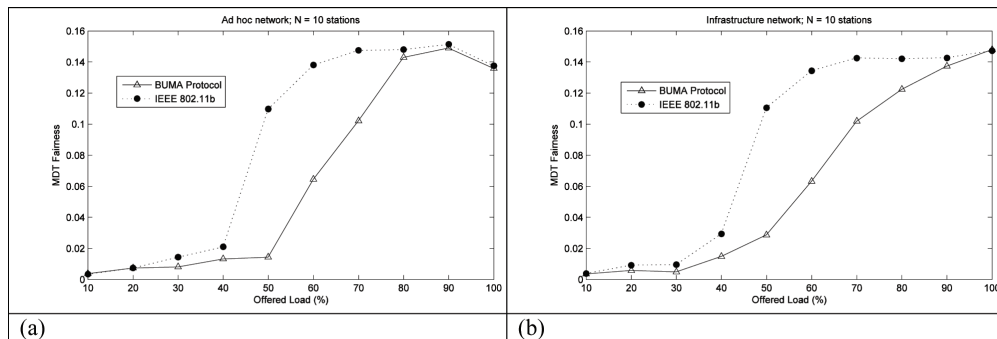 Ad hoc network; N = 10 stations
MDT Fairness
0.16
0.14
0.12
0.1
0.08
0.06
0.04
0.02
0
BUMA Protocol
IEEE 802.11b
10 20 30 40 50 60 70 80 90 100
Offered Load (%)
(a)
Infrastructure network; N = 10 stations
MDT Fairness
0.16
0.14
0.12
0.1
0.08
0.06
0.04
0.02
0
BUMA Protocol
IEEE 802.11b
10 20 30 40 50 60 70 80 90 100
Offered Load (%)
(b)